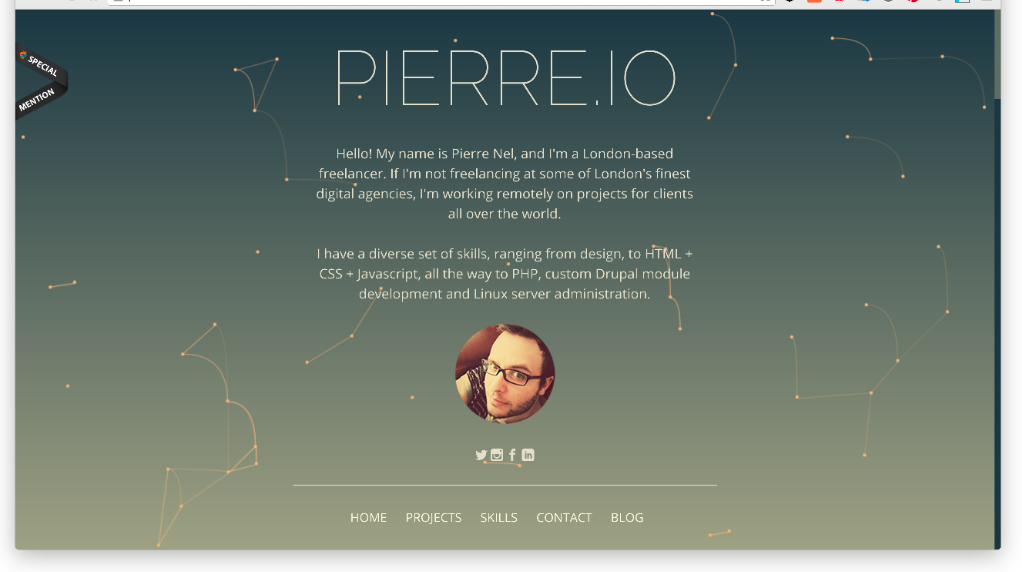 SPECIAL
MENTION
PIERRE.IO
Hello! My name is Pierre Nel, and I'm a London-based
freelancer. If I'm not freelancing at some of London's finest
digital agencies, I'm working remotely on projects for clients
all over the world.
I have a diverse set of skills, ranging from design, to HTML +
CSS + Javascript, all the way to PHP, custom Drupal module
development and Linux server administration.
HOME PROJECTS SKILLS CONTACT BLOG